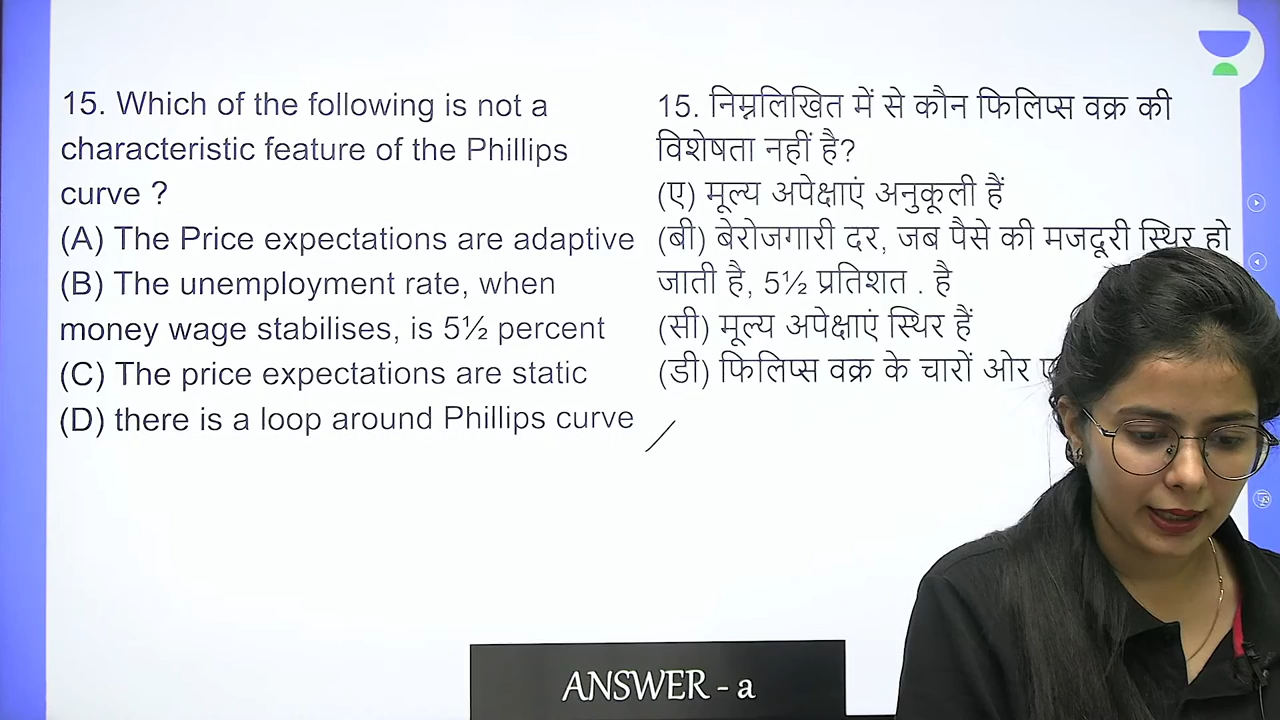 15. Which of the following is not a
characteristic feature of the Phillips
curve ?
(A) The Price expectations are adaptive
(B) The unemployment rate, when
money wage stabilises, is 5½ percent
(C) The price expectations are static
(D) there is a loop around Phillips curve
15. निम्नलिखित में से कौन फिलिप्स वक्र की
विशेषता नहीं है?
(ए) मूल्य अपेक्षाएं अनुकूली हैं
(बी) बेरोजगारी दर, जब पैसे की मजदूरी स्थिर हो
जाती है, 5½ प्रतिशत . है
(सी) मूल्य अपेक्षाएं स्थिर हैं
(डी) फिलिप्स वक्र के चारों ओर
ANSWER - a